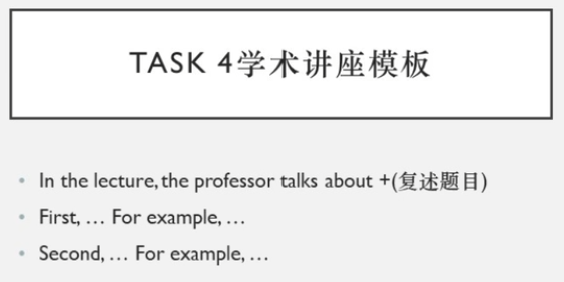 TASK 4学术讲座模板
In the lecture, the professor talks about +(复述题目)
First, … For example, …
Second, … For example, …